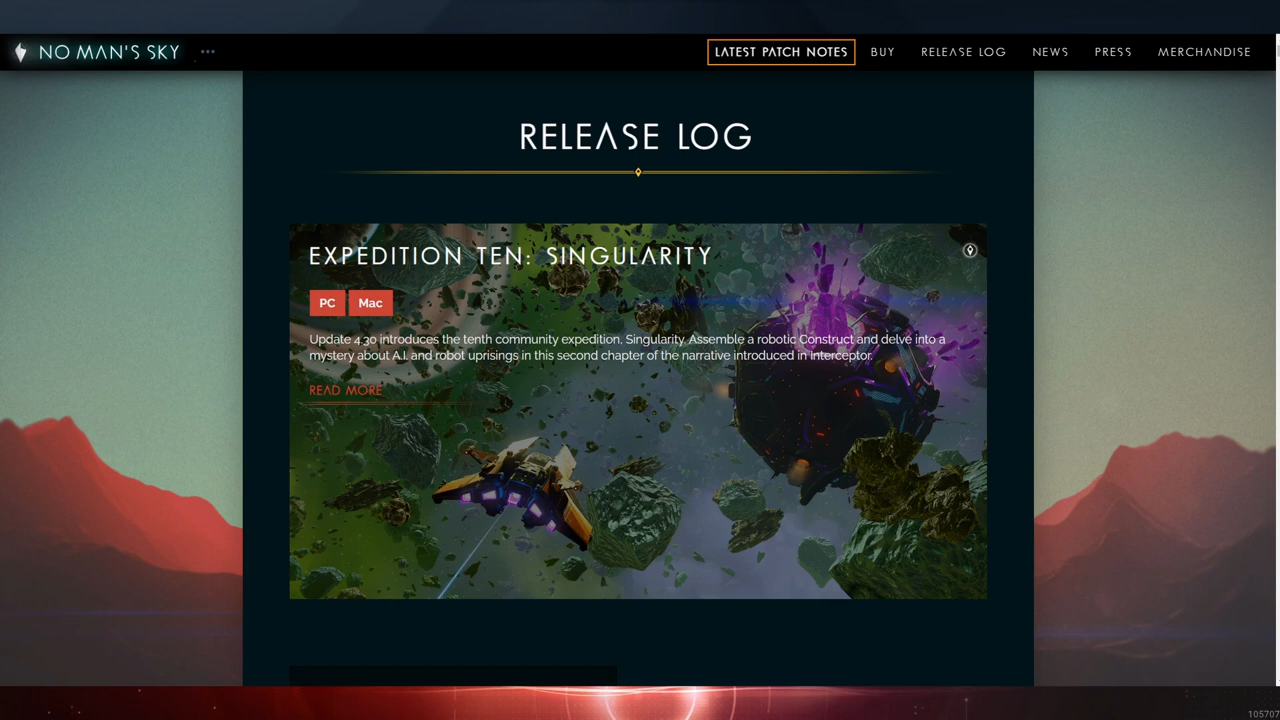 NO MAN'S SKY
LATEST PATCH NOTES
BUY
RELEASE LOG
NEWS
PRESS
MERCHANDISE
RELEASE LOG
EXPEDITION TEN: SINGULARITY
PC
Mac
Update 4.30 introduces the tenth community expedition, Singularity. Assemble a robotic Construct and delve into a
mystery about A.I. and robot uprisings in this second chapter of the narrative introduced in Interceptor.
READ MORE
105707